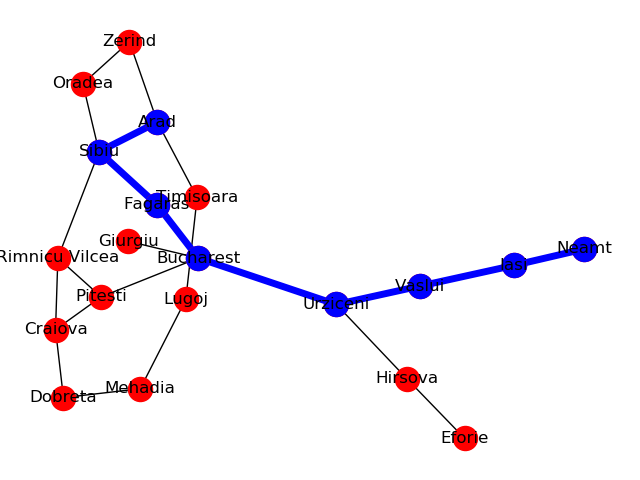 Zerind
Oradea
Arad
Sibiu
Timisoara
Fagaras
Giurgiu
Rimnicu Vilcea
Bucharest
Neamt
Iasi
Vaslui
Pitesti
Lugoj
Urziceni
Craiova
Hirsova
Mehadia
Dobreta
Eforie